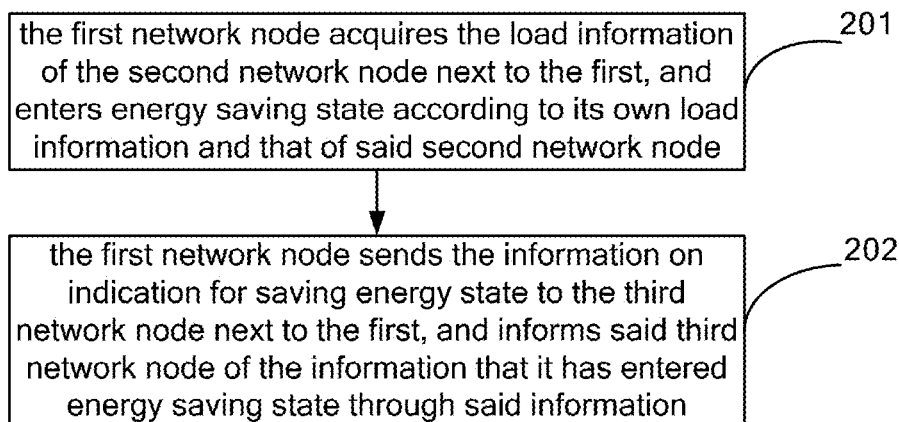 the first network node acquires the load information
of the second network node next to the first, and
enters energy saving state according to its own load
information and that of said second network node
201
the first network node sends the information on
indication for saving energy state to the third
network node next to the first, and informs said third
network node of the information that it has entered
energy saving state through said information
202